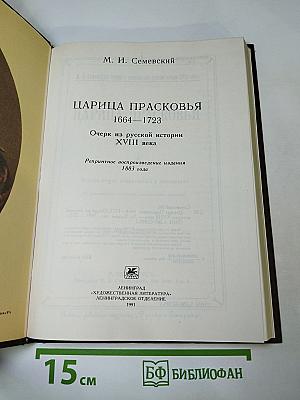 М. И. Семевский
ЦАРИЦА ПРАСКОВЬЯ
1664—1723
Очерк из русской истории
XVIII века
Репринтное воспроизведение издания
1883 года
ЛЕНИНГРАД
«ХУДОЖЕСТВЕННАЯ ЛИТЕРАТУРА»
ЛЕНИНГРАДСКОЕ ОТДЕЛЕНИЕ
1991
15 см
БФ БИБЛИОФАН